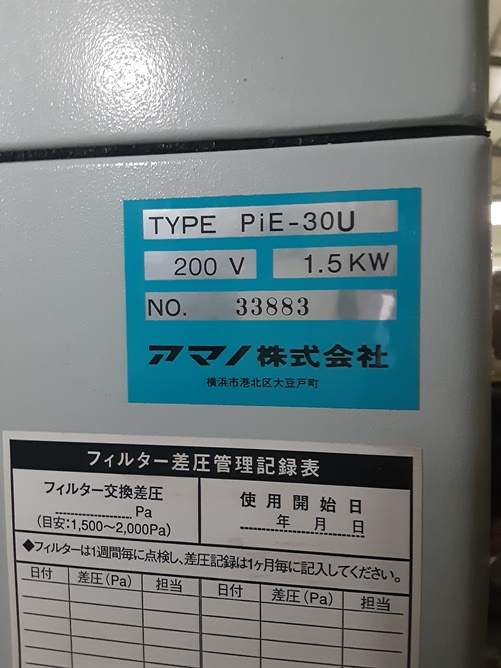 TYPE PiE-30U
200 V 1.5KW
NO. 33883
アマノ株式会社
横浜市港北区大豆戸町
フィルター差圧管理記録表
フィルター交換差圧
Pa
(目安:1,500～2,000Pa)
使用開始日
年 月 日
◆フィルターは1週間毎に点検し、差圧記録は1ヶ月毎に記入してください。
日付 差圧(Pa) 担当 日付 差圧(Pa) 担当